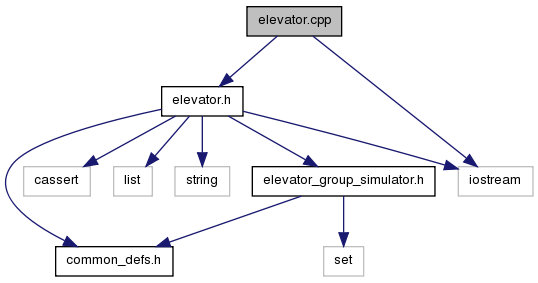 elevator.cpp
elevator.h
cassert
list
string
elevator_group_simulator.h
iostream
common_defs.h
set